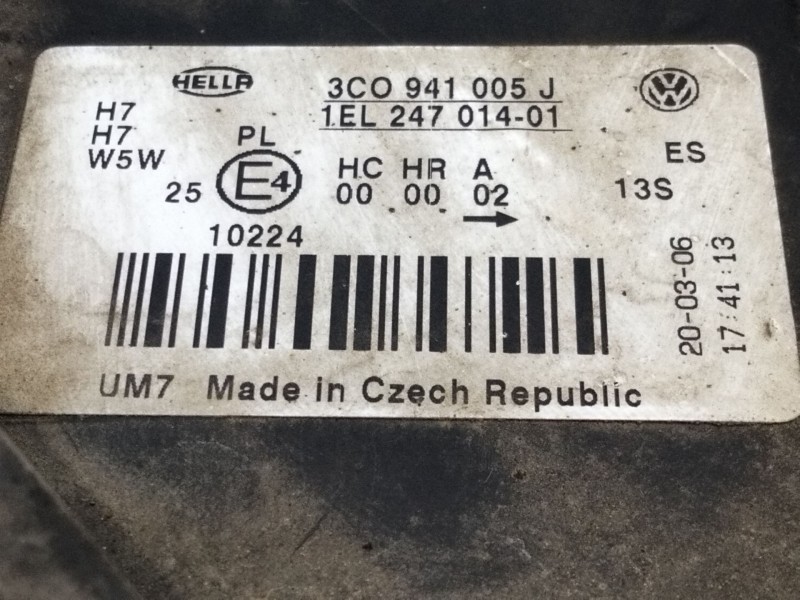 HELLA 3C0 941 005 J
1EL 247 014-01
H7
H7
W5W
PL
25 E4
HC HR A
00 00 02
10224
ES
13S
20-03-06
17:41:13
UM7 Made in Czech Republic